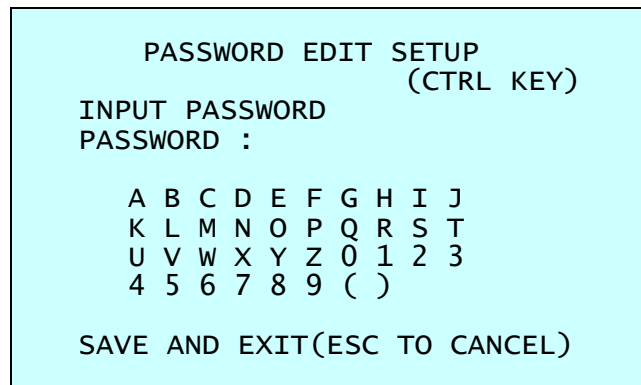 PASSWORD EDIT SETUP
(CTRL KEY)
INPUT PASSWORD
PASSWORD :
A B C D E F G H I J
K L M N O P Q R S T
U V W X Y Z 0 1 2 3
4 5 6 7 8 9 ( )
SAVE AND EXIT(ESC TO CANCEL)